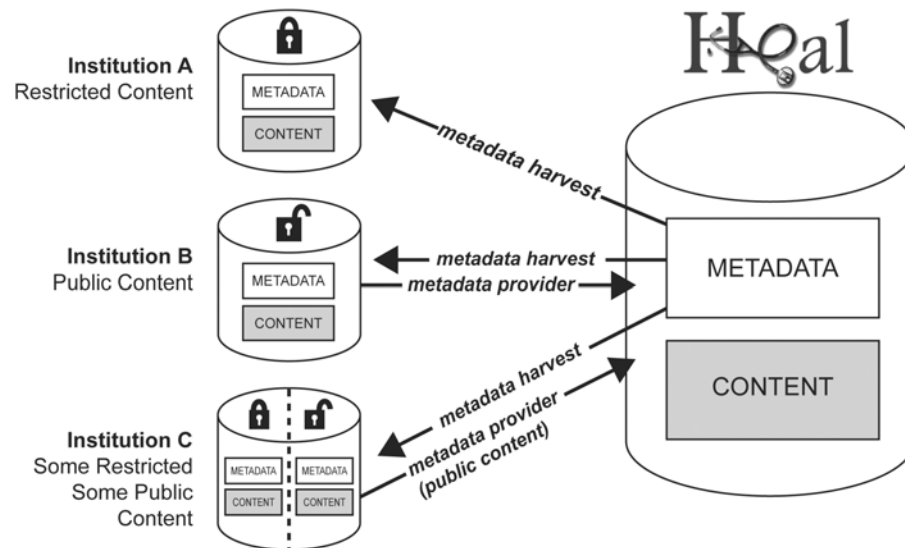 Heal
Institution A
Restricted Content
METADATA
CONTENT
metadata harvest
Institution B
Public Content
METADATA
CONTENT
metadata harvest
metadata provider
METADATA
CONTENT
Institution C
Some Restricted
Some Public
Content
METADATA
METADATA
CONTENT
CONTENT
metadata harvest
metadata provider
(public content)